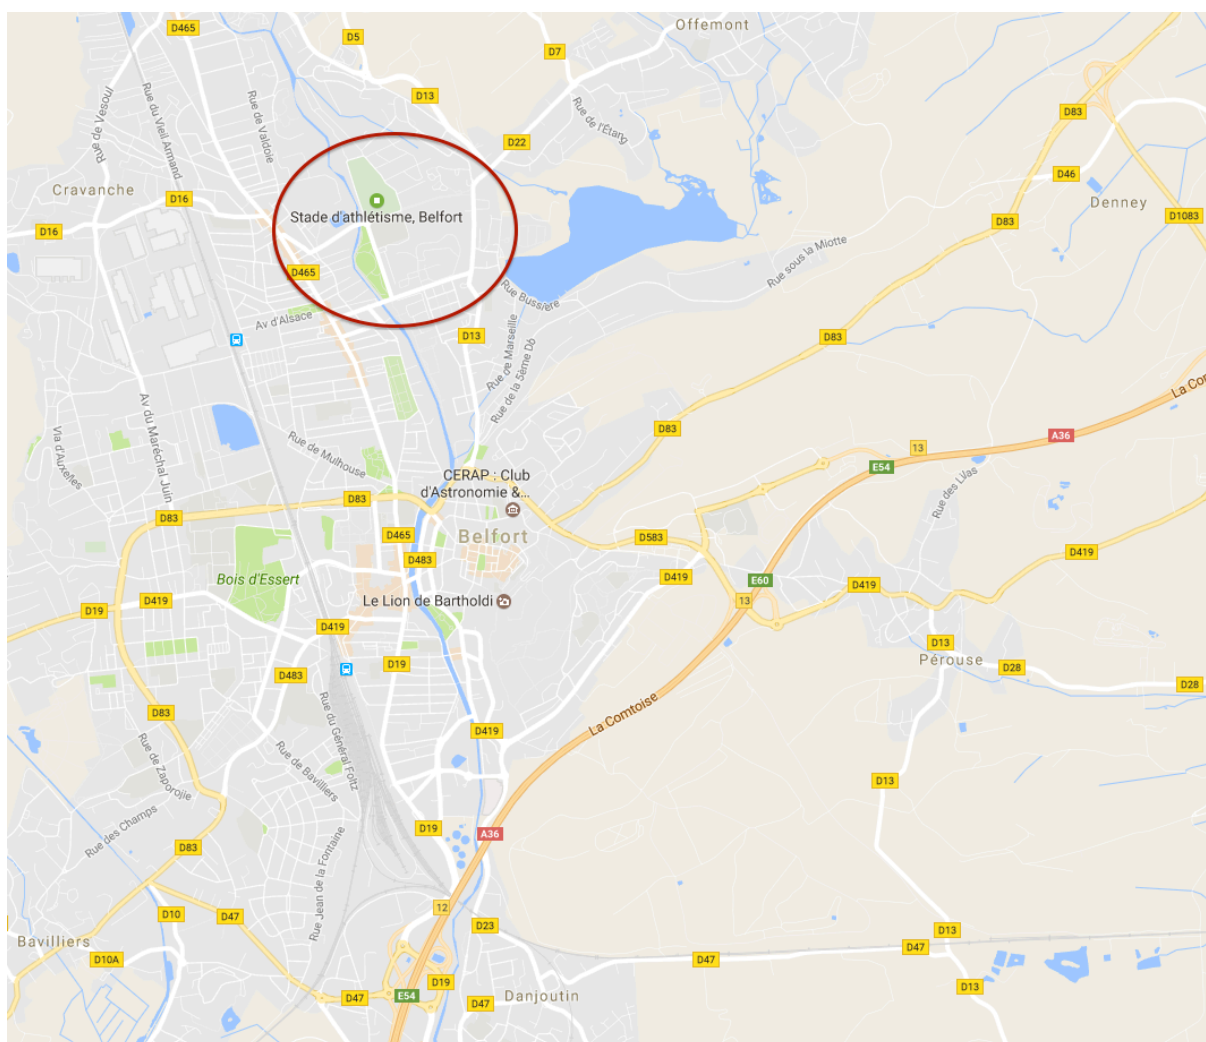 Offemont
D465
D5
D7
D13
D22
D83
D83
Rue de Vesoul
Rue du Vieil Armand
Rue de Valdoie
Rue de l'Étang
Cravanche
D16
D16
D46
Denney
D1083
D83
Stade d'athlétisme, Belfort
D465
Rue sous la Miotte
Rue Bussière
Av d'Alsace
D13
D83
Rue de Marseille
Rue de la 5ème Db
La Com
A36
Via d'Auxelles
Av du Maréchal Juin
Rue de Mulhouse
D83
13
E54
CERAP : Club
d'Astronomie &...
Rue des Lilas
D83
D83
D465
Belfort
D583
D419
D483
Bois d'Essert
D419
E60
D419
D19
D419
Le Lion de Bartholdi
13
D419
D13
D19
Pérouse
D28
D28
D483
D83
Rue du Général Foltz
D419
La Comtoise
Rue de Zaporojie
Rue de Bavilliers
D13
Rue des Champs
Rue Jean de la Fontaine
D19
A36
D83
12
D10
D47
D23
D13
Bavilliers
D47
D10A
D47
D19
D13
D47
E54
D47
Danjoutin